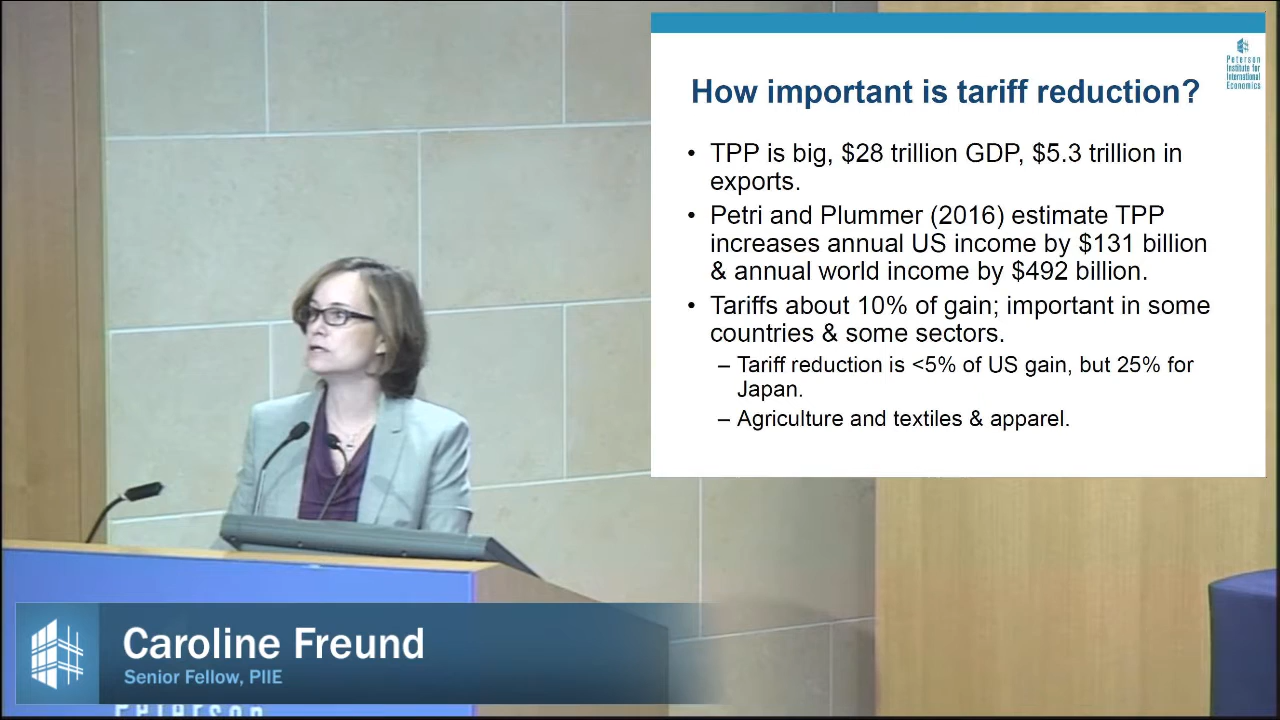 Peterson
Institute for
International
Economics
How important is tariff reduction?
• TPP is big, $28 trillion GDP, $5.3 trillion in
exports.
• Petri and Plummer (2016) estimate TPP
increases annual US income by $131 billion
& annual world income by $492 billion.
• Tariffs about 10% of gain; important in some
countries & some sectors.
– Tariff reduction is <5% of US gain, but 25% for
Japan.
– Agriculture and textiles & apparel.
Caroline Freund
Senior Fellow, PIIE
Peterson